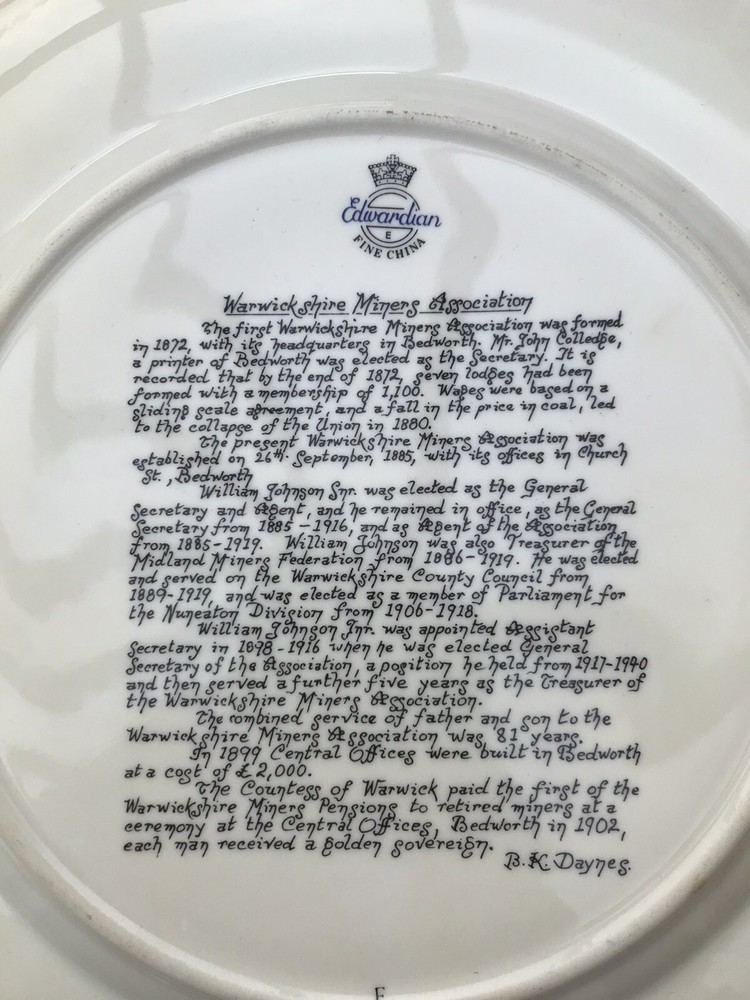 Edwardian
E
FINE CHINA
Warwickshire Miners Association
The first Warwickshire Miners Association was formed
in 1872, with its headquarters in Bedworth. Mr. John Colledge,
a printer of Bedworth was elected as the Secretary. It is
recorded that by the end of 1872, seven lodges had been
formed with a membership of 1,100. Wages were based on a
sliding scale agreement, and a fall in the price in coal, led
to the collapse of the Union in 1880.
The present Warwickshire Miners Association was
established on 26th. September, 1885, with its offices in Church
St., Bedworth
William Johnson Snr. was elected as the General
Secretary and Agent, and he remained in office, as the General
Secretary from 1885-1916, and as Agent of the Association
from 1885-1919. William Johnson was also Treasurer of the
Midland Miners Federation from 1886-1919. He was elected
and served on the Warwickshire County Council from
1889-1919, and was elected as a member of Parliament for
the Nuneaton Division from 1906-1918.
William Johnson Jnr. was appointed Assistant
Secretary in 1898-1916 when he was elected General
Secretary of the Association, a position he held from 1917-1940
and then served a further five years as the Treasurer of
the Warwickshire Miners Association.
The combined service of father and son to the
Warwickshire Miners Association was 81 years.
In 1899 Central Offices were built in Bedworth
at a cost of £2,000.
The Countess of Warwick paid the first of the
Warwickshire Miners Pensions to retired miners at a
ceremony at the Central Offices, Bedworth in 1902,
each man received a golden sovereign.
B.K. Daynes.